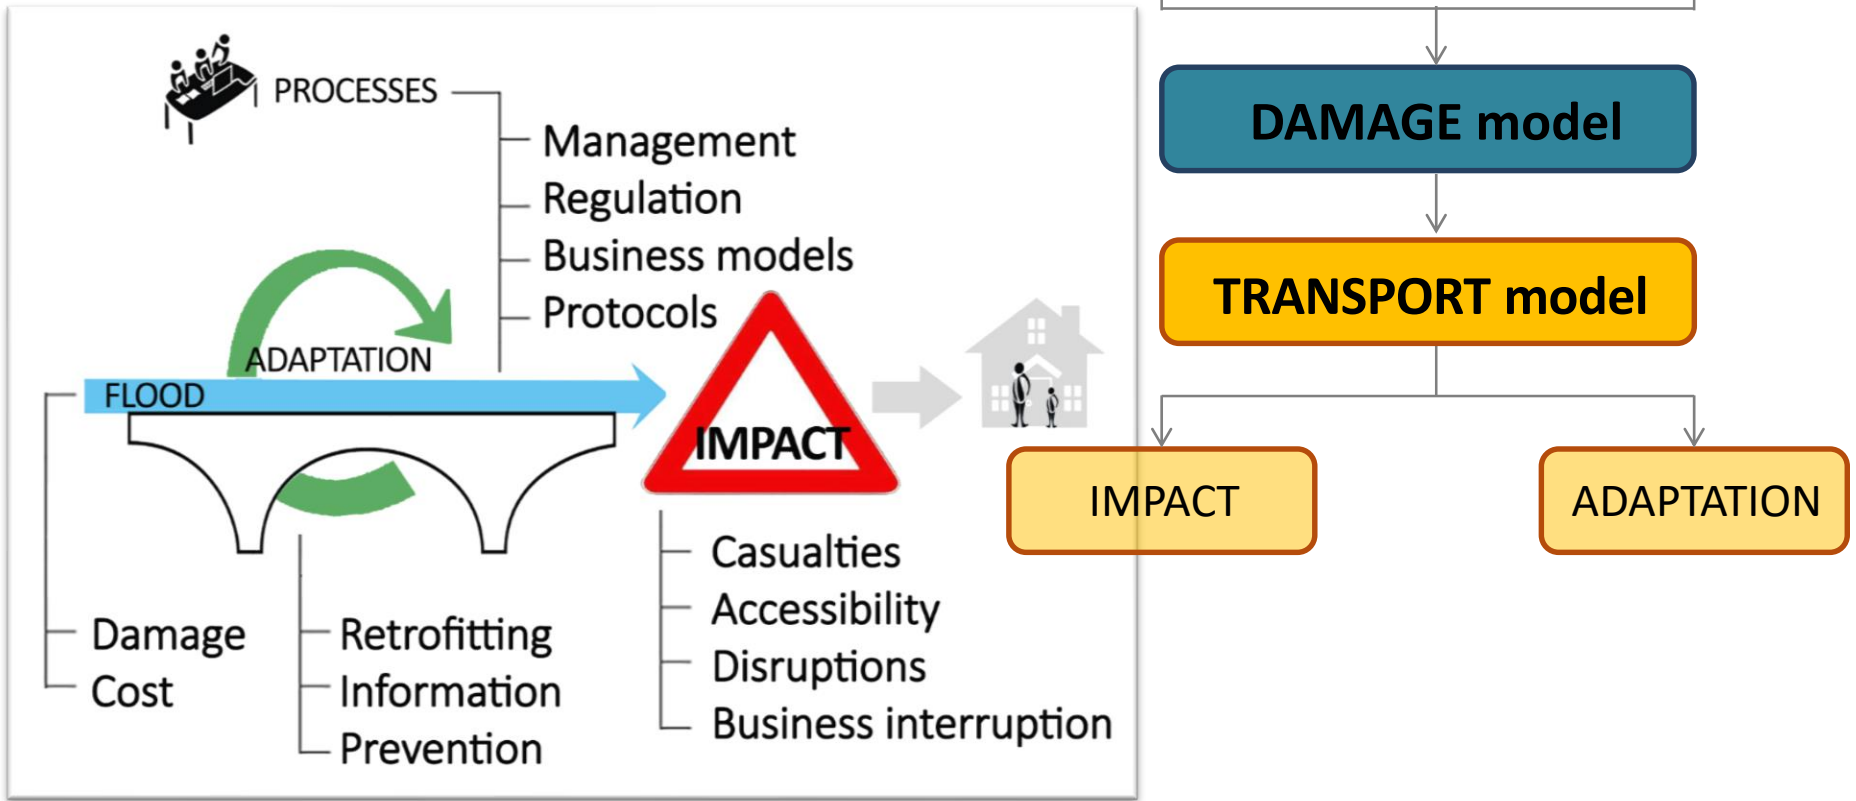 PROCESSES
Management
Regulation
Business models
Protocols
ADAPTATION
FLOOD
IMPACT
Damage
Cost
Retrofitting
Information
Prevention
Casualties
Accessibility
Disruptions
Business interruption
DAMAGE model
TRANSPORT model
IMPACT
ADAPTATION